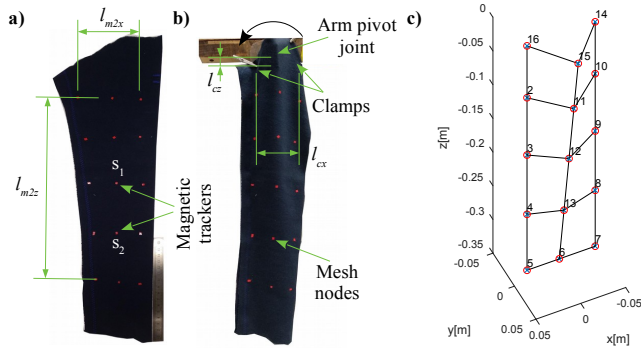 a)
l_m2x
l_m2z
S1
S2
Magnetic
trackers
b)
l_cz
Arm pivot
joint
Clamps
l_cx
Mesh
nodes
c)
0
-0.05
-0.1
-0.15
-0.2
-0.25
-0.3
-0.35
z[m]
-0.05
0
0.05
y[m]
0.05
0
-0.05
x[m]
14
16
15
10
2
11
9
3
12
8
4
13
7
5
6